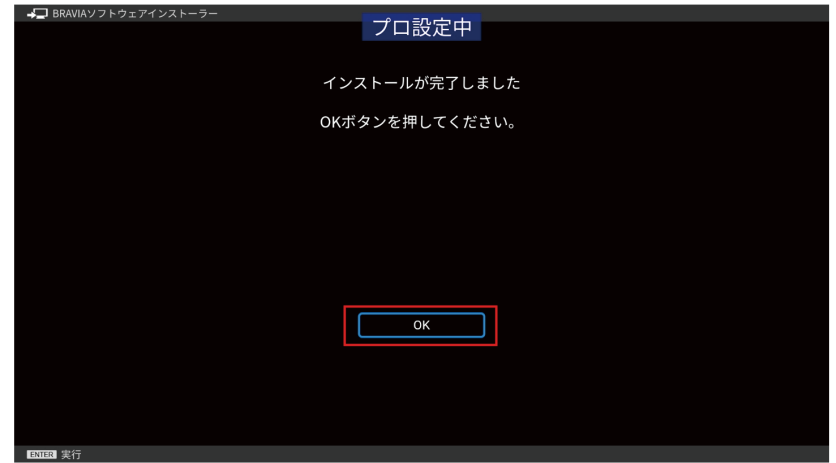 BRAVIAソフトウェアインストーラー
プロ設定中
インストールが完了しました
OKボタンを押してください。
OK
ENTER 実行